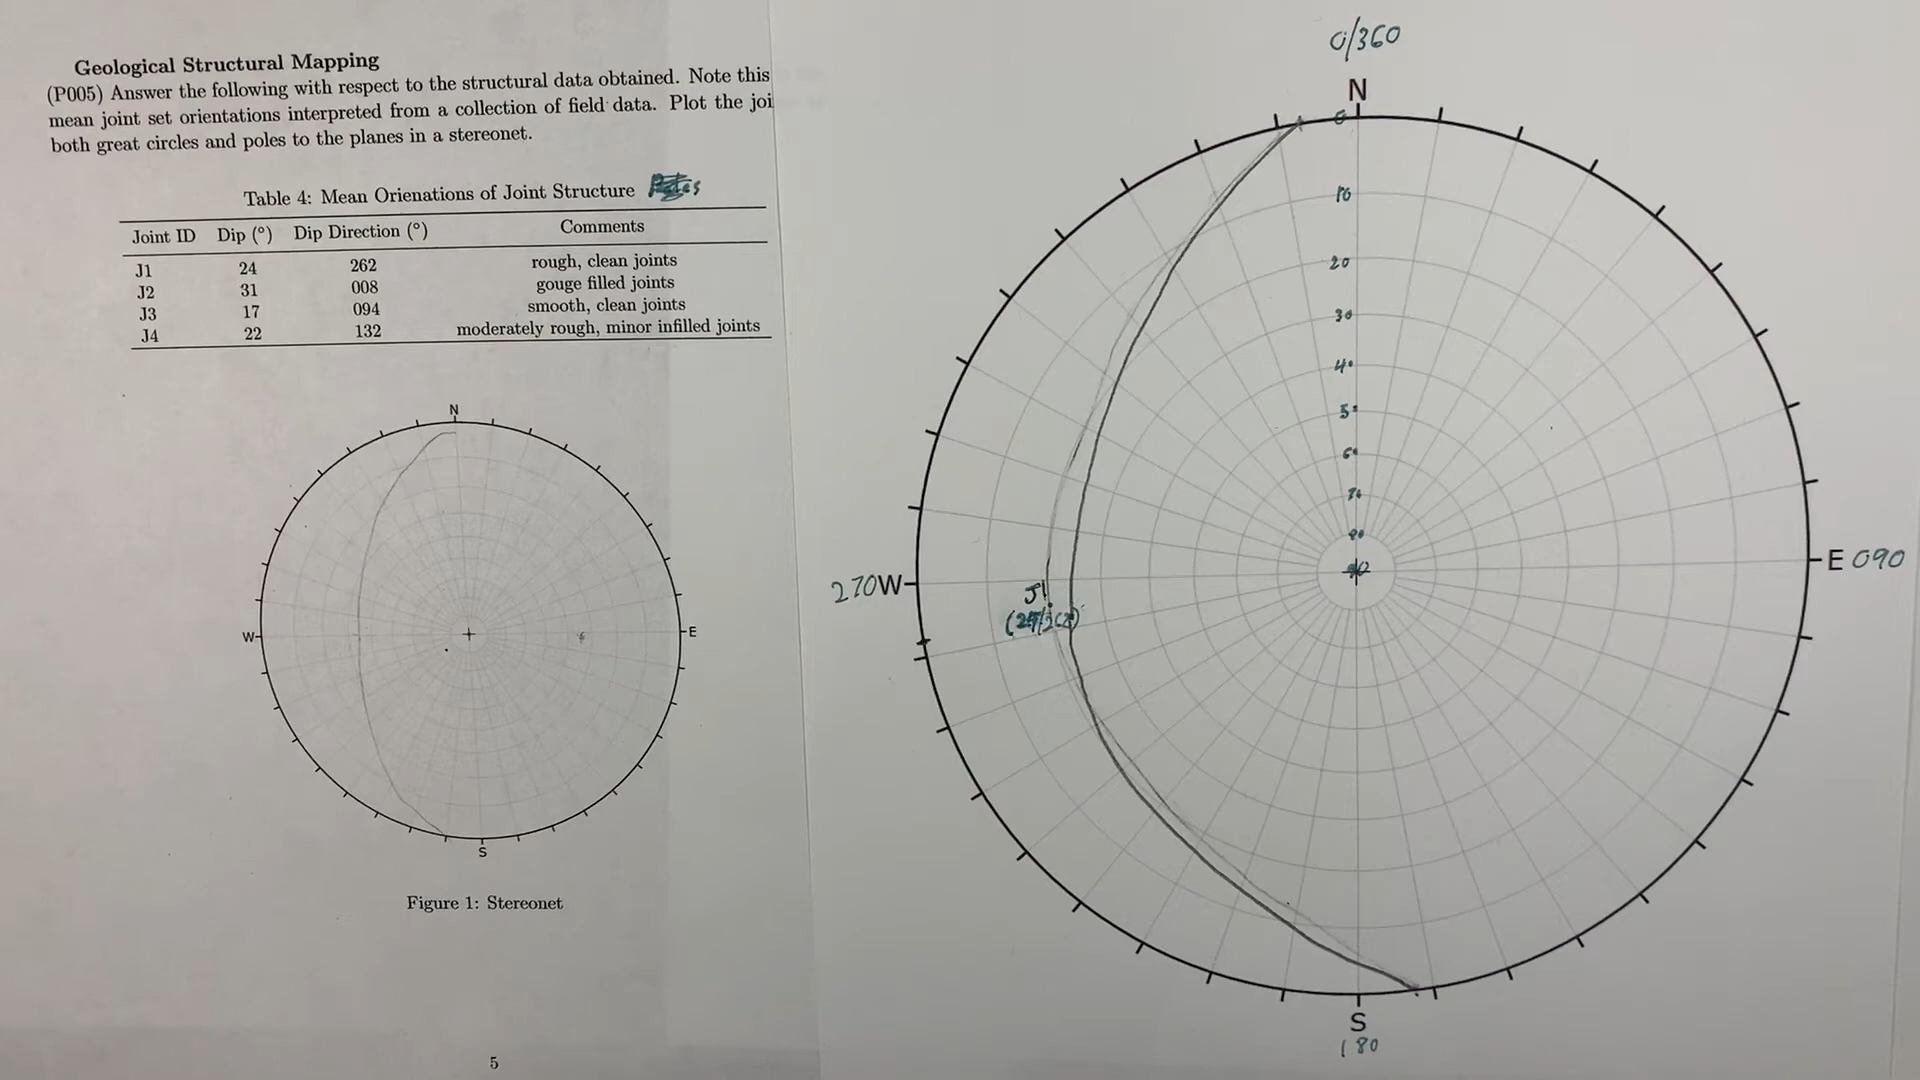 Geological Structural Mapping
(P005) Answer the following with respect to the structural data obtained. Note this
mean joint set orientations interpreted from a collection of field data. Plot the joi
both great circles and poles to the planes in a stereonet.
Table 4: Mean Orienations of Joint Structure
Joint ID Dip (°) Dip Direction (°) Comments
J1 24 262 rough, clean joints
J2 31 008 gouge filled joints
J3 17 094 smooth, clean joints
J4 22 132 moderately rough, minor infilled joints
N
W
E
S
Figure 1: Stereonet
5
0/360
N
0
10
20
30
40
50
60
70
80
90
270W
E 090
J1
S
180